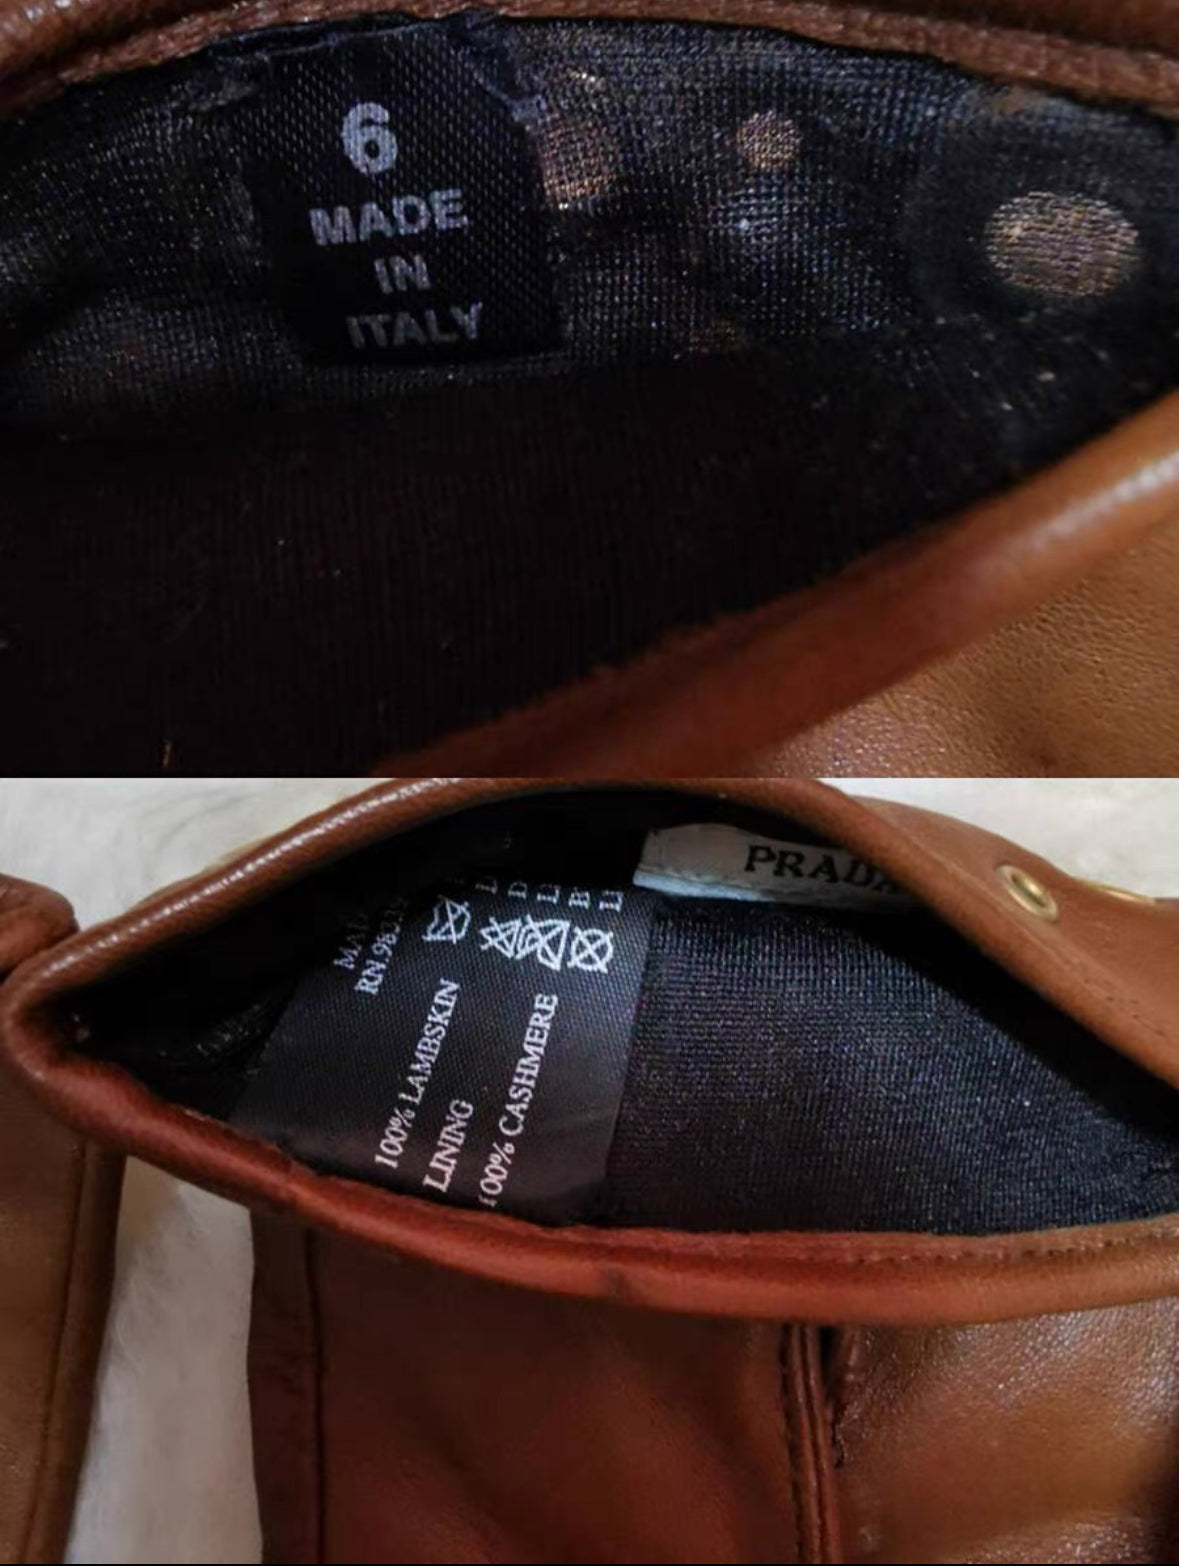 6
MADE
IN
ITALY
PRADA
100% LAMBSKIN
LINING
100% CASHMERE